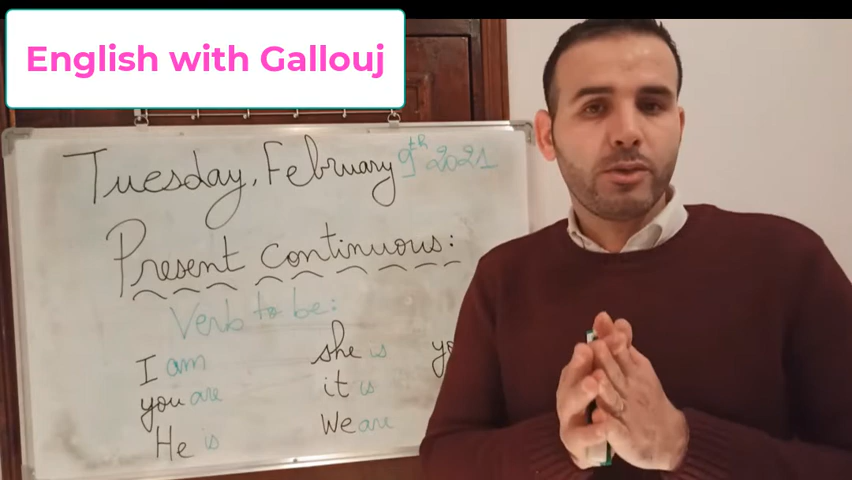 English with Gallouj
Tuesday, February 9th 2021
Present continuous:
Verb to be:
I am
you are
He is
she is
it is
We are